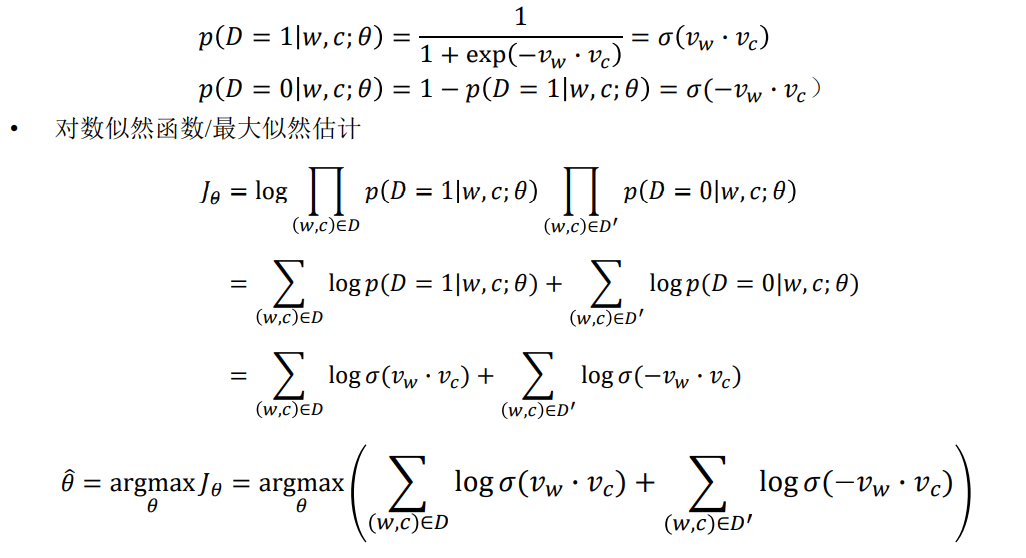 p(D = 1|w, c; θ) = 1 / (1 + exp(−v_w · v_c)) = σ(v_w · v_c)
p(D = 0|w, c; θ) = 1 − p(D = 1|w, c; θ) = σ(−v_w · v_c）
• 对数似然函数/最大似然估计
J_θ = log ∏_{(w,c)∈D} p(D = 1|w, c; θ) ∏_{(w,c)∈D′} p(D = 0|w, c; θ)
= ∑_{(w,c)∈D} log p(D = 1|w, c; θ) + ∑_{(w,c)∈D′} log p(D = 0|w, c; θ)
= ∑_{(w,c)∈D} log σ(v_w · v_c) + ∑_{(w,c)∈D′} log σ(−v_w · v_c)
θ̂ = argmax_θ J_θ = argmax_θ (∑_{(w,c)∈D} log σ(v_w · v_c) + ∑_{(w,c)∈D′} log σ(−v_w · v_c))